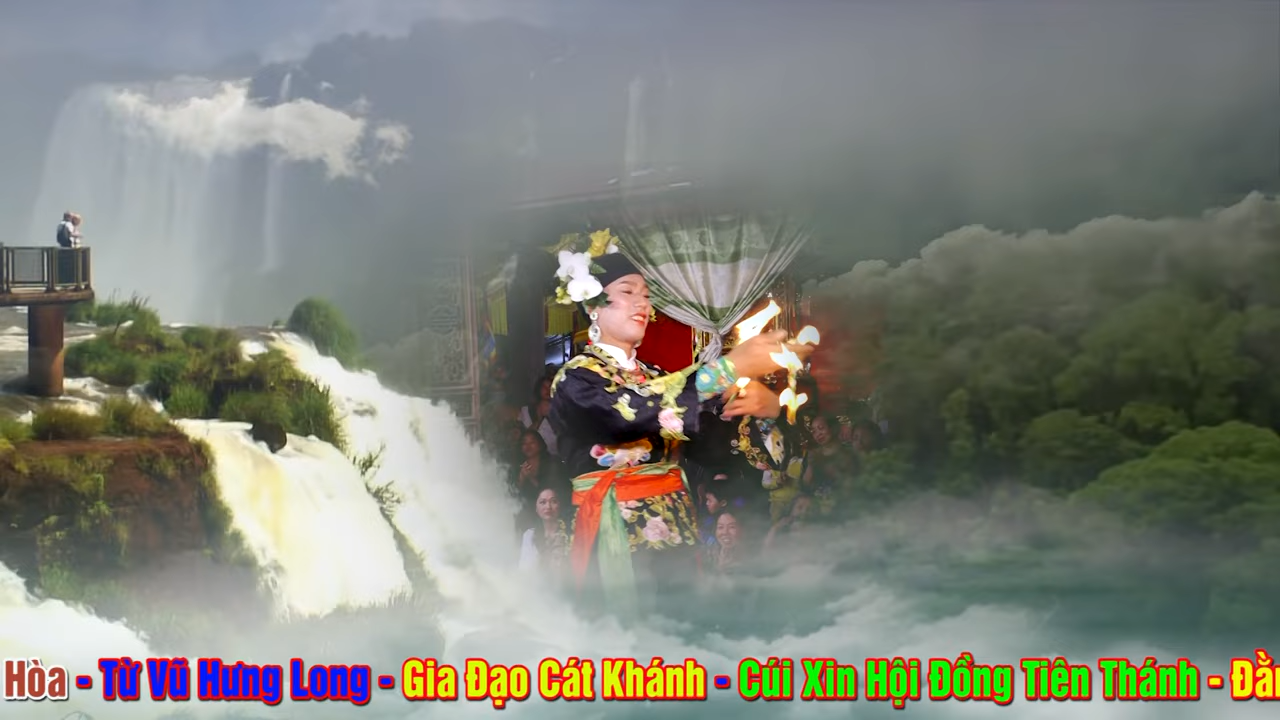 Hòa - Từ Vũ Hưng Long - Gia Đạo Cát Khánh - Cúi Xin Hội Đồng Tiên Thánh -